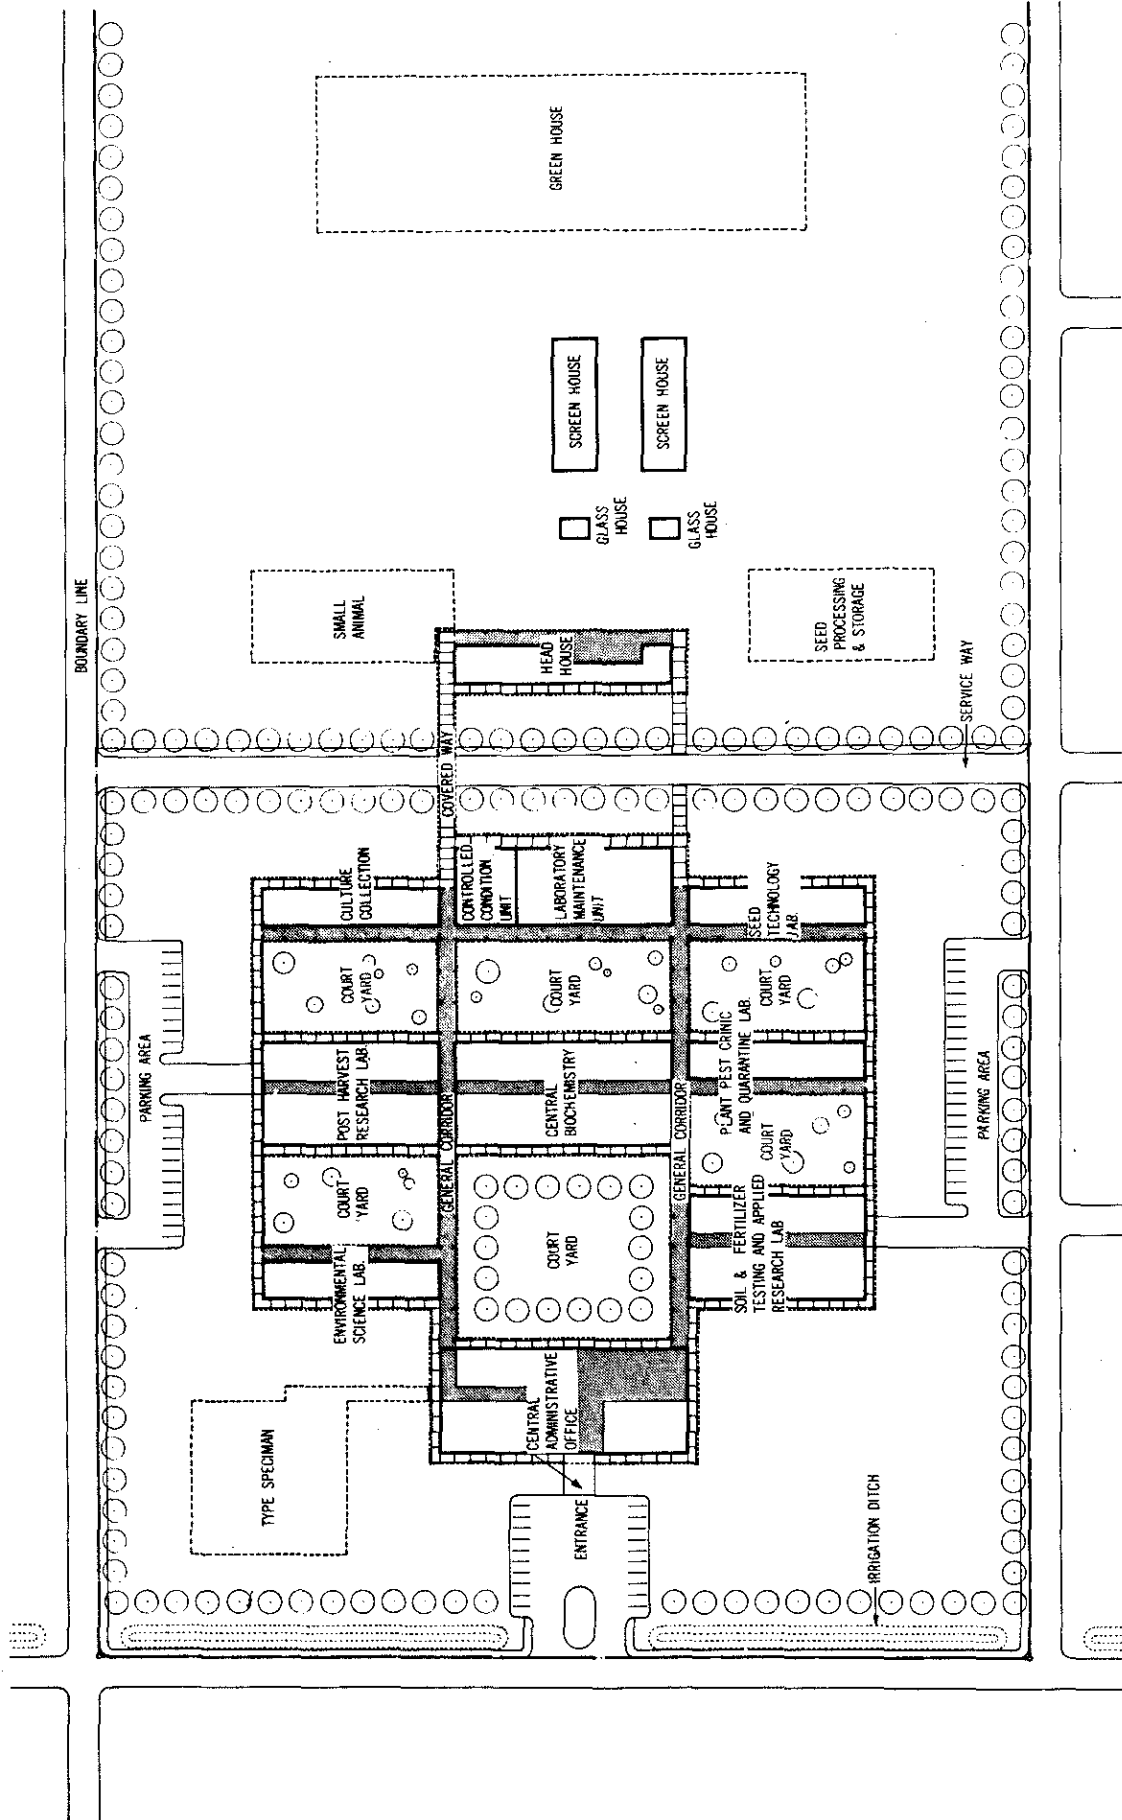 BOUNDARY LINE
GREEN HOUSE
SCREEN HOUSE
SCREEN HOUSE
GLASS
HOUSE
GLASS
HOUSE
SMALL
ANIMAL
SEED
PROCESSING
& STORAGE
HEAD
HOUSE
SERVICE WAY
COVERED WAY
CULTURE
COLLECTION
CONTROLLED
CONDITION
UNIT
LABORATORY
MAINTENANCE
UNIT
SEED
TECHNOLOGY
LAB.
COURT
YARD
COURT
YARD
COURT
YARD
PARKING AREA
POST HARVEST
RESEARCH LAB.
CENTRAL
BIOCHEMISTRY
PLANT PEST CRINIC
AND QUARANTINE LAB.
PARKING AREA
GENERAL CORRIDOR
GENERAL CORRIDOR
COURT
YARD
COURT
YARD
COURT
YARD
ENVIRONMENTAL
SCIENCE LAB.
SOIL & FERTILIZER
TESTING AND APPLIED
RESEARCH LAB
CENTRAL
ADMINISTRATIVE
OFFICE
TYPE SPECIMAN
ENTRANCE
IRRIGATION DITCH